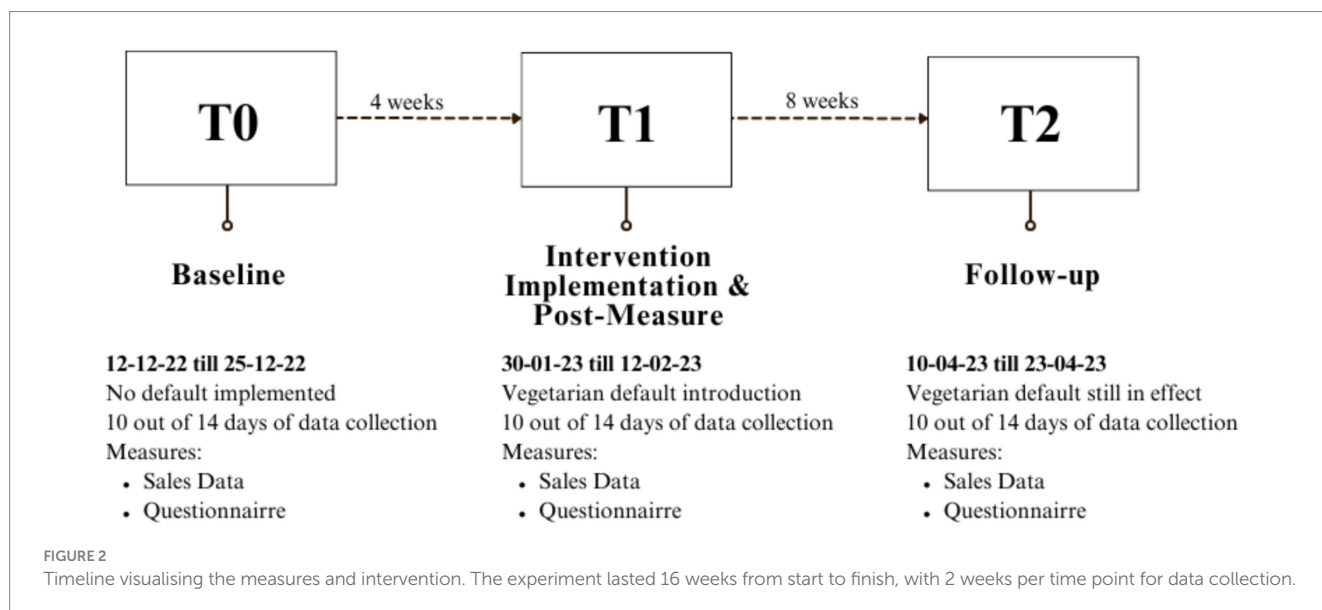 T0
4 weeks
T1
8 weeks
T2
Baseline
Intervention
Implementation &
Post-Measure
Follow-up
12-12-22 till 25-12-22
No default implemented
10 out of 14 days of data collection
Measures:
• Sales Data
• Questionnairre
30-01-23 till 12-02-23
Vegetarian default introduction
10 out of 14 days of data collection
Measures:
• Sales Data
• Questionnairre
10-04-23 till 23-04-23
Vegetarian default still in effect
10 out of 14 days of data collection
Measures:
• Sales Data
• Questionnairre
FIGURE 2
Timeline visualising the measures and intervention. The experiment lasted 16 weeks from start to finish, with 2 weeks per time point for data collection.